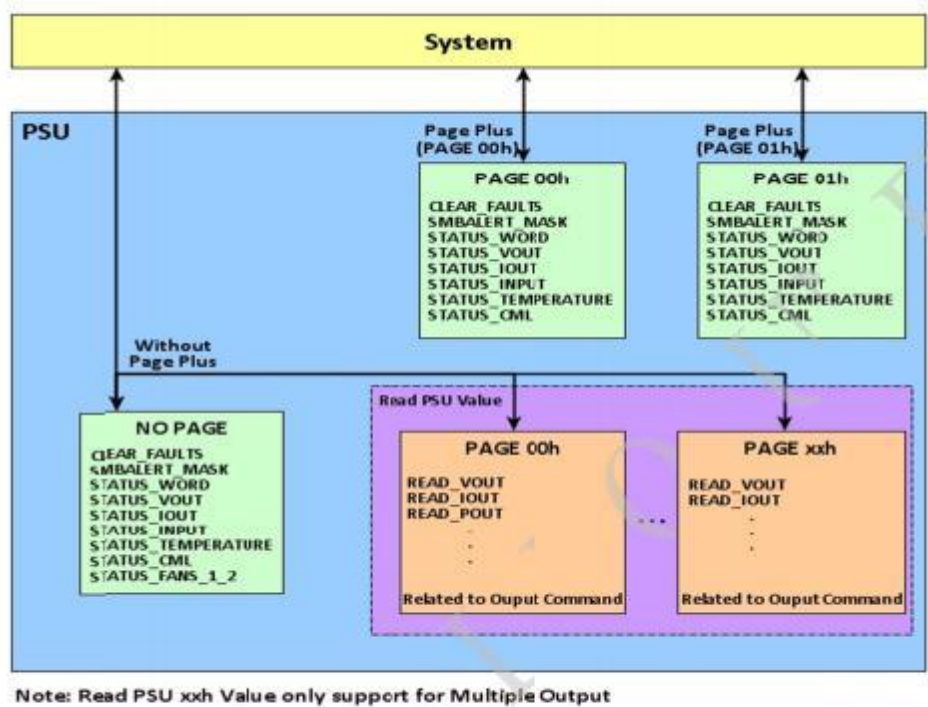 System
PSU
Page Plus
(PAGE 00h)
Page Plus
(PAGE 01h)
PAGE 00h
CLEAR_FAULTS
SMBALERT_MASK
STATUS_WORD
STATUS_VOUT
STATUS_IOUT
STATUS_INPUT
STATUS_TEMPERATURE
STATUS_CML
PAGE 01h
CLEAR_FAULTS
SMBALERT_MASK
STATUS_WORD
STATUS_VOUT
STATUS_IOUT
STATUS_INPUT
STATUS_TEMPERATURE
STATUS_CML
Without
Page Plus
NO PAGE
CLEAR_FAULTS
SMBALERT_MASK
STATUS_WORD
STATUS_VOUT
STATUS_IOUT
STATUS_INPUT
STATUS_TEMPERATURE
STATUS_CML
STATUS_FANS_1_2
Read PSU Value
PAGE 00h
READ_VOUT
READ_IOUT
READ_POUT
.
.
.
Related to Ouput Command
...
PAGE xxh
READ_VOUT
READ_IOUT
.
.
.
Related to Ouput Command
Note: Read PSU xxh Value only support for Multiple Output